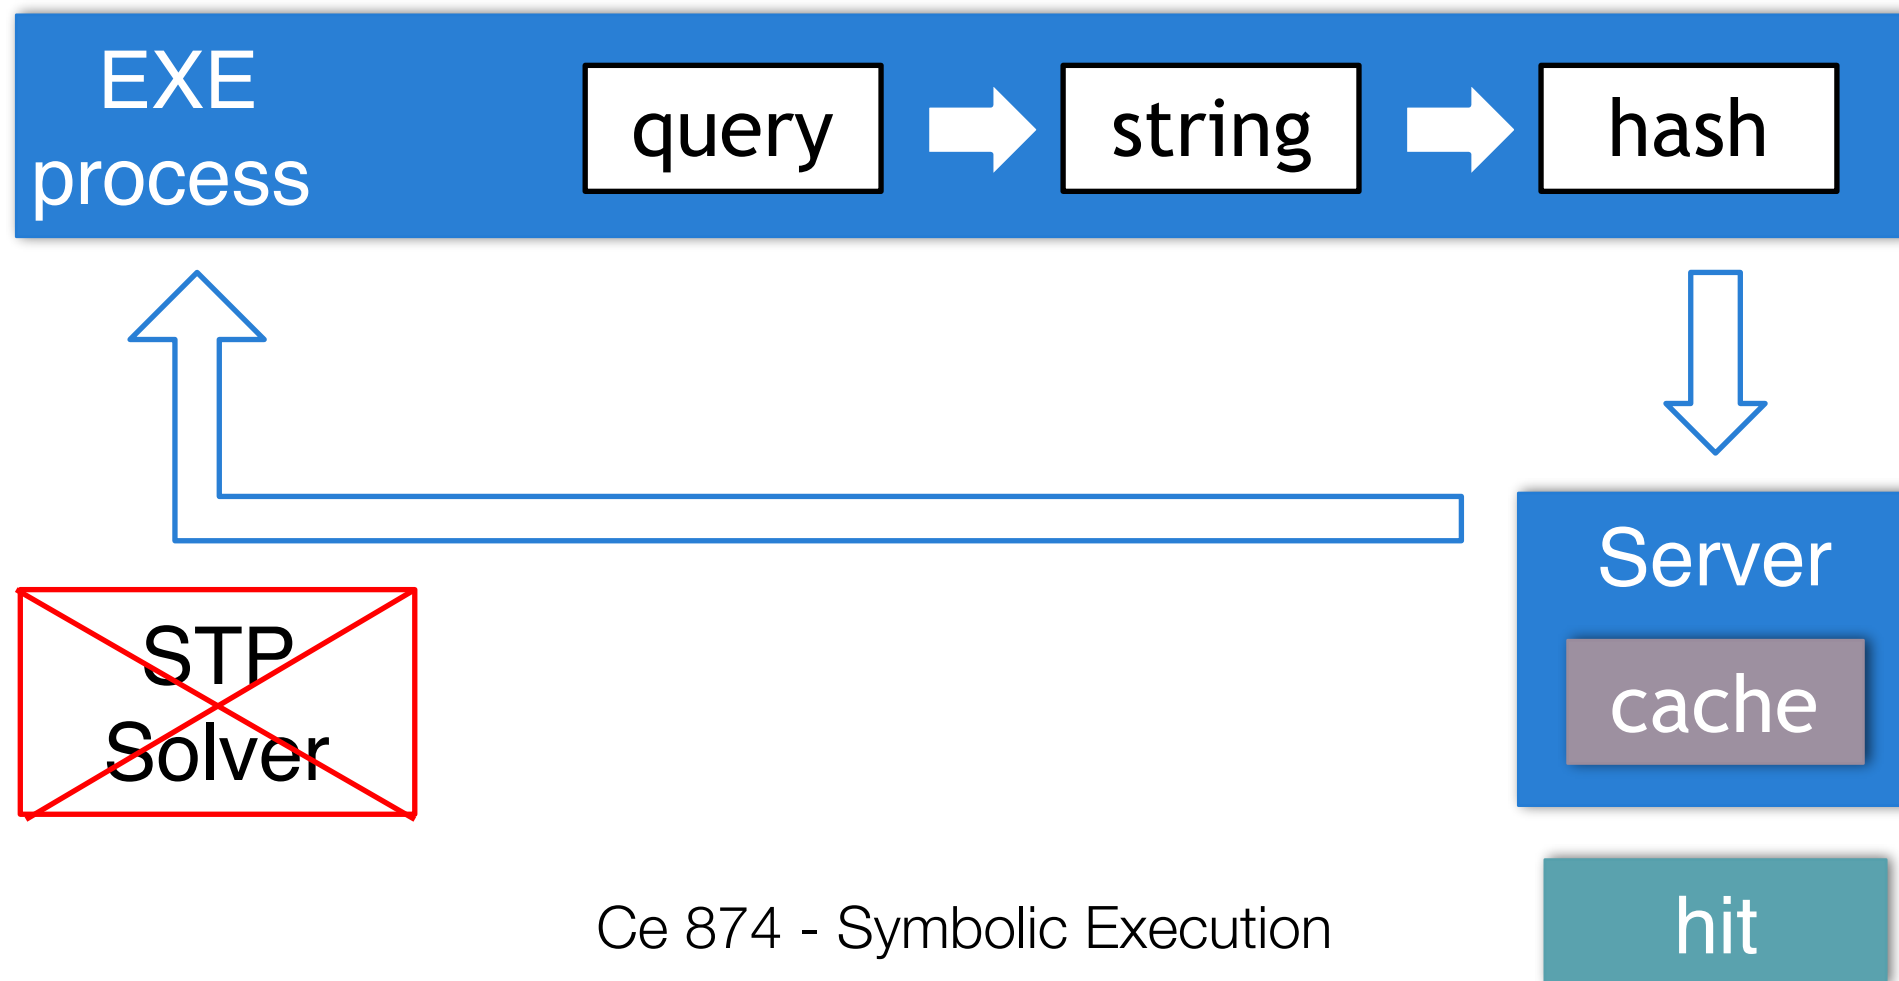 EXE
process
query
string
hash
Server
cache
STP
Solver
hit
Ce 874 - Symbolic Execution